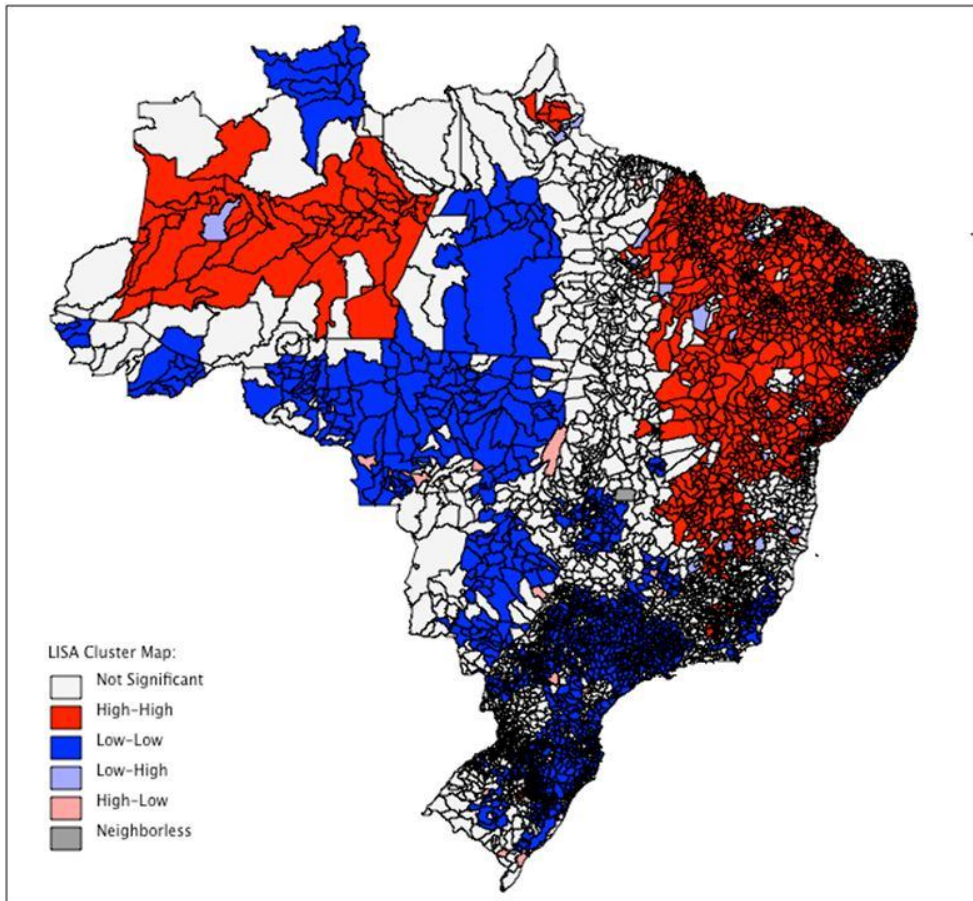 LISA Cluster Map:
Not Significant
High-High
Low-Low
Low-High
High-Low
Neighborless